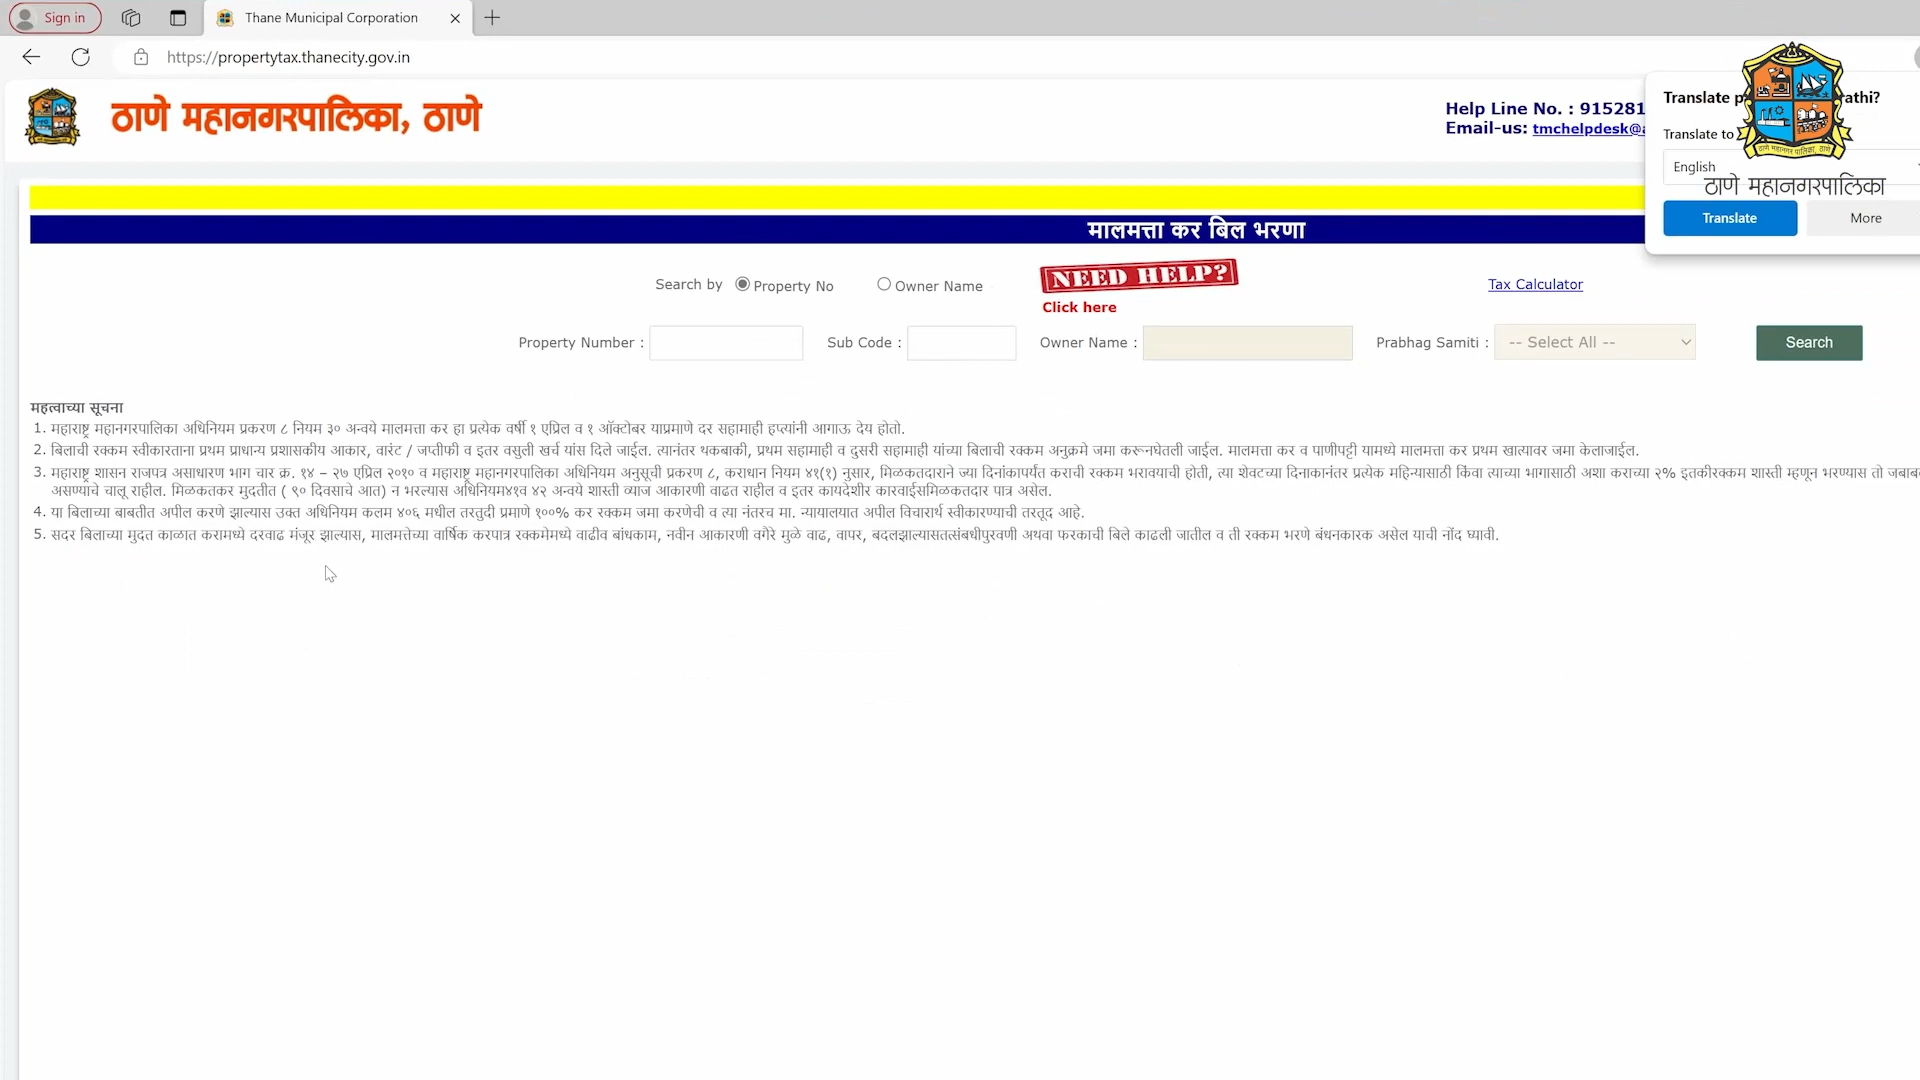 Sign in
Thane Municipal Corporation
https://propertytax.thanecity.gov.in
ठाणे महानगरपालिका, ठाणे
Help Line No. : 915281
Email-us: tmchelpdesk@
Translate
Translate to
English
ठाणे महानगरपालिका
Translate More
मालमत्ता कर बिल भरणा
Search by Property No Owner Name
NEED HELP?
Click here
Tax Calculator
Property Number : Sub Code : Owner Name : Prabhag Samiti : -- Select All -- Search
महत्वाच्या सूचना
1. महाराष्ट्र महानगरपालिका अधिनियम प्रकरण ८ नियम ३० अन्वये मालमत्ता कर हा प्रत्येक वर्षी १ एप्रिल व १ ऑक्टोबर याप्रमाणे दर सहामाही हप्त्यांनी आगाऊ देय होतो.
2. बिलाची रक्कम स्वीकारताना प्रथम प्राधान्य प्रशासकीय आकार, वारंट / जप्तीफी व इतर वसुली खर्च यांस दिले जाईल. त्यानंतर थकबाकी, प्रथम सहामाही व दुसरी सहामाही यांच्या बिलाची रक्कम अनुक्रमे जमा करूनघेतली जाईल. मालमत्ता कर व पाणीपट्टी यामध्ये मालमत्ता कर प्रथम खात्यावर जमा केलाजाईल.
3. महाराष्ट्र शासन राजपत्र असाधारण भाग चार क्र. १४ – २७ एप्रिल २०१० व महाराष्ट्र महानगरपालिका अधिनियम अनुसूची प्रकरण ८, कराधान नियम ४१(१) नुसार, मिळकतदाराने ज्या दिनांकापर्यंत कराची रक्कम भरावयाची होती, त्या शेवटच्या दिनाकानंतर प्रत्येक महिन्यासाठी किंवा त्याच्या भागासाठी अशा कराच्या २% इतकीरक्कम शास्ती म्हणून भरण्यास तो जबाब
असण्याचे चालू राहील. मिळकतकर मुदतीत ( ९० दिवसाचे आत) न भरल्यास अधिनियम४१व ४२ अन्वये शास्ती व्याज आकारणी वाढत राहील व इतर कायदेशीर कारवाईसमिळकतदार पात्र असेल.
4. या बिलाच्या बाबतीत अपील करणे झाल्यास उक्त अधिनियम कलम ४०६ मधील तरतुदी प्रमाणे १००% कर रक्कम जमा करणेची व त्या नंतरच मा. न्यायालयात अपील विचारार्थ स्वीकारण्याची तरतूद आहे.
5. सदर बिलाच्या मुदत काळात करामध्ये दरवाढ मंजूर झाल्यास, मालमत्तेच्या वार्षिक करपात्र रक्कमेमध्ये वाढीव बांधकाम, नवीन आकारणी वगैरे मुळे वाढ, वापर, बदलझाल्यासतत्संबधीपुरवणी अथवा फरकाची बिले काढली जातील व ती रक्कम भरणे बंधनकारक असेल याची नोंद घ्यावी.